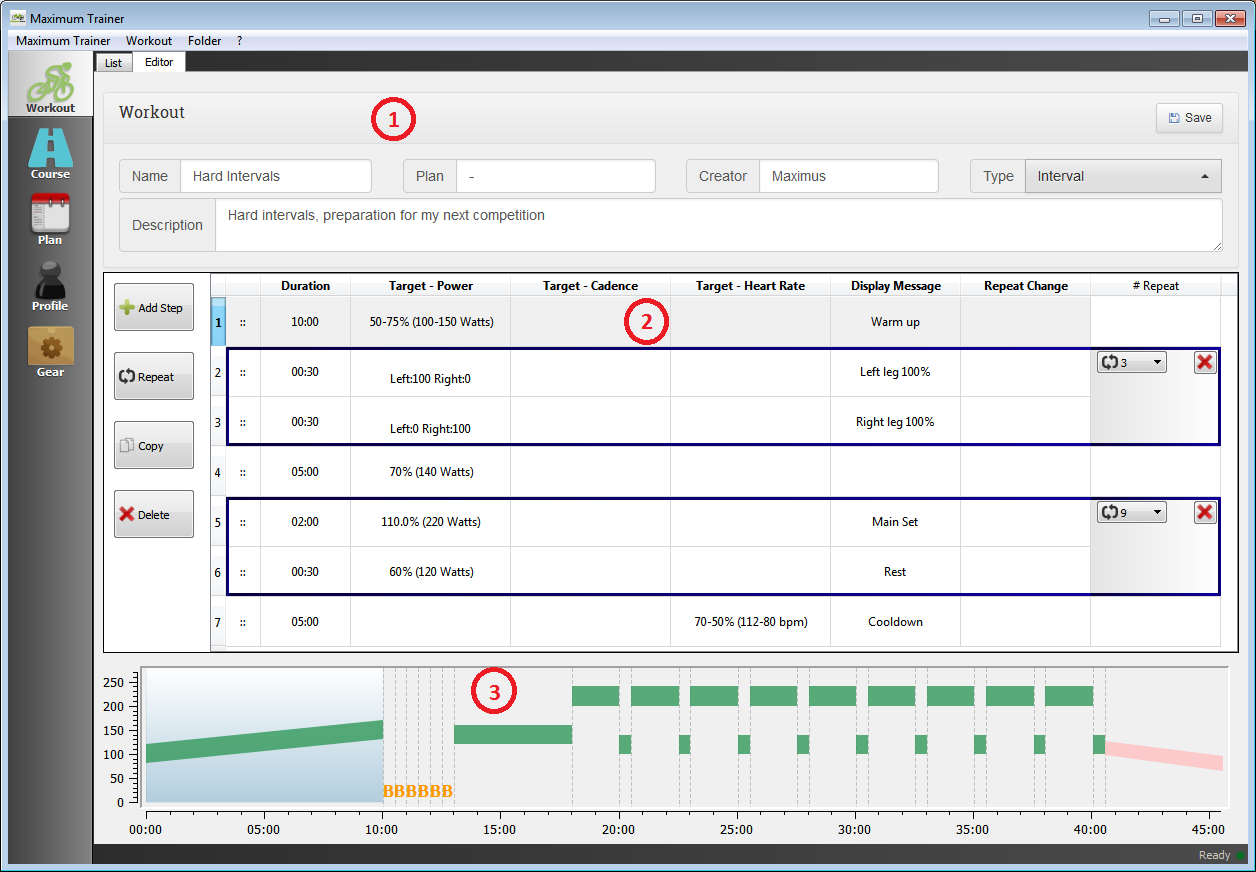 Maximum Trainer
Maximum Trainer Workout Folder ?
List Editor
Workout
Course
Plan
Profile
Gear
Workout
1
Save
Name Hard Intervals Plan - Creator Maximus Type Interval
Description Hard intervals, preparation for my next competition
Add Step
Repeat
Copy
Delete
Duration Target - Power Target - Cadence Target - Heart Rate Display Message Repeat Change # Repeat
1 :: 10:00 50-75% (100-150 Watts) 2 Warm up
2 :: 00:30 Left:100 Right:0 Left leg 100% 3
3 :: 00:30 Left:0 Right:100 Right leg 100%
4 :: 05:00 70% (140 Watts)
5 :: 02:00 110.0% (220 Watts) Main Set 9
6 :: 00:30 60% (120 Watts) Rest
7 :: 05:00 70-50% (112-80 bpm) Cooldown
3
250
200
150
100
50
0
BBBBBB
00:00 05:00 10:00 15:00 20:00 25:00 30:00 35:00 40:00 45:00
Ready